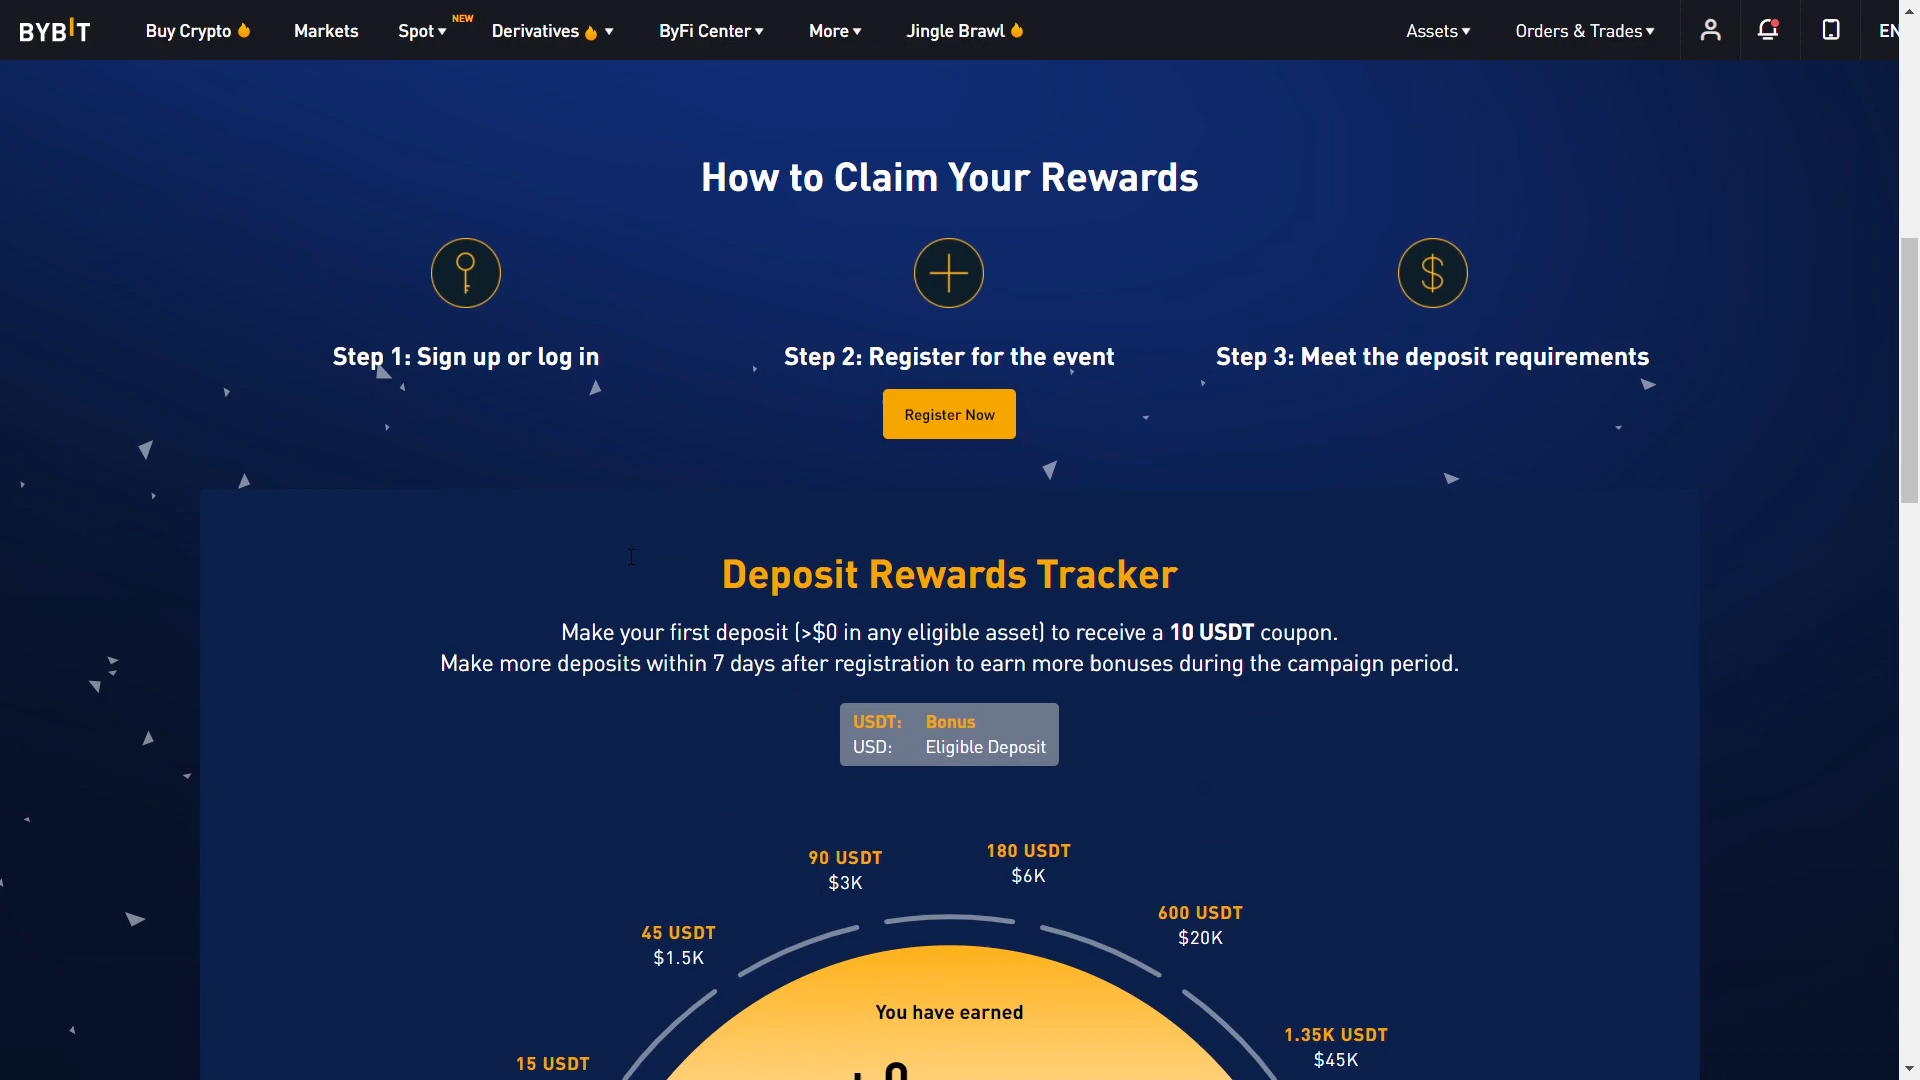 BYBIT
Buy Crypto
Markets
Spot
NEW
Derivatives
ByFi Center
More
Jingle Brawl
Assets
Orders & Trades
EN
How to Claim Your Rewards
Step 1: Sign up or log in
Step 2: Register for the event
Step 3: Meet the deposit requirements
Register Now
Deposit Rewards Tracker
Make your first deposit (>$0 in any eligible asset) to receive a 10 USDT coupon.
Make more deposits within 7 days after registration to earn more bonuses during the campaign period.
USDT: Bonus
USD: Eligible Deposit
90 USDT
$3K
180 USDT
$6K
45 USDT
$1.5K
600 USDT
$20K
You have earned
15 USDT
1.35K USDT
$45K